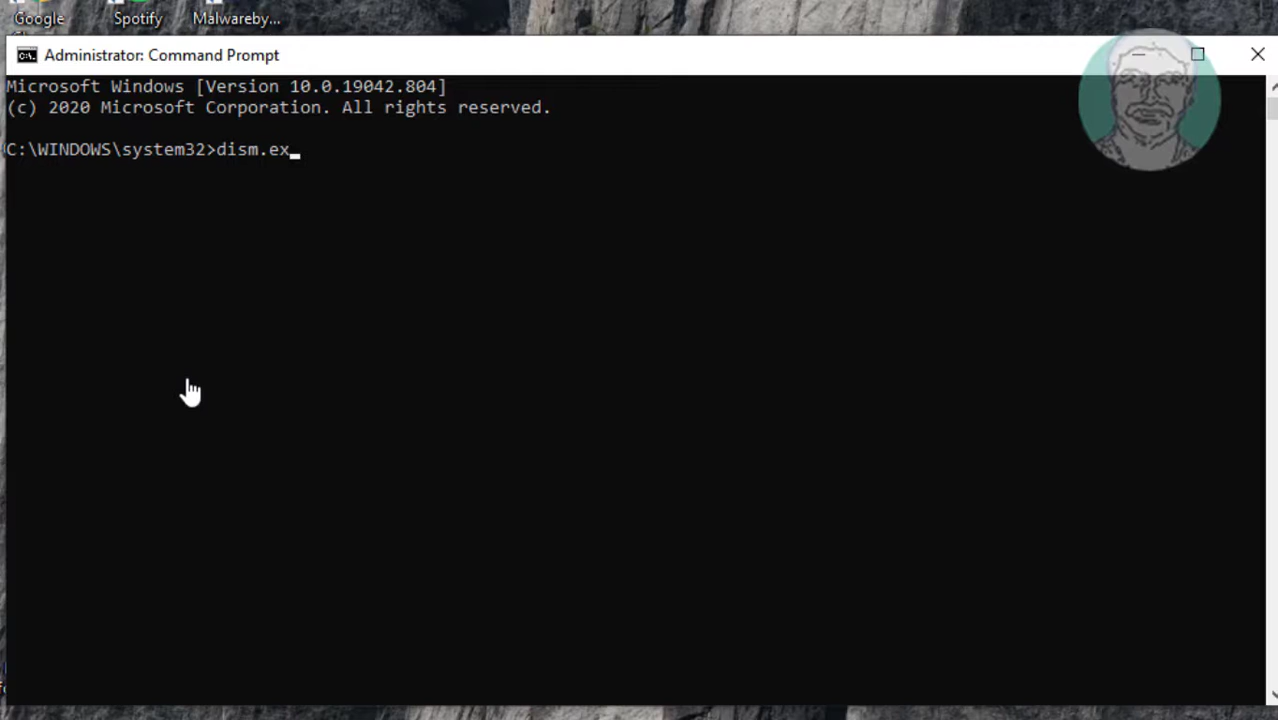 Google
Spotify
Malwareby...
Administrator: Command Prompt
Microsoft Windows [Version 10.0.19042.804]
(c) 2020 Microsoft Corporation. All rights reserved.
C:\WINDOWS\system32>dism.ex